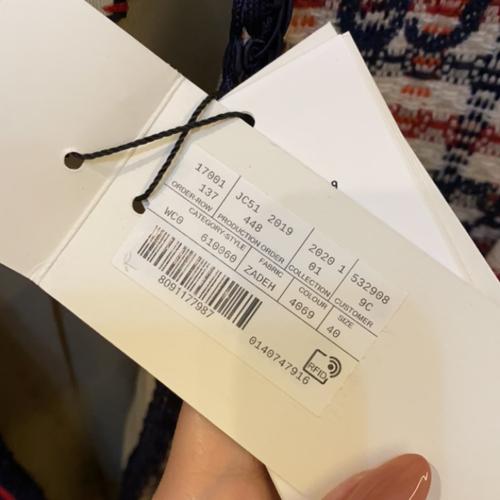 17001 JC51 2019 2020 1 532908
137 448 01 9C
ORDER-ROW PRODUCTION ORDER COLLECTION CUSTOMER
WC0 610060 ZADEH 4069 40
CATEGORY-STYLE FABRIC COLOUR SIZE
8091177987
0140747916
RFID